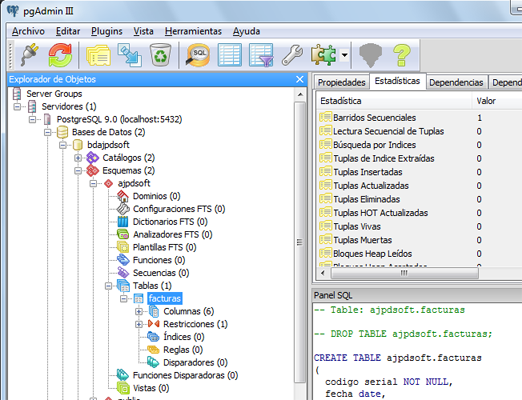 pgAdmin III
Archivo Editar Plugins Vista Herramientas Ayuda
SQL
Explorador de Objetos
Server Groups
Servidores (1)
PostgreSQL 9.0 (localhost:5432)
Bases de Datos (2)
bdajpdsoft
Catálogos (2)
Esquemas (2)
ajpdsoft
Dominios (0)
Configuraciones FTS (0)
Dictionarios FTS (0)
Analizadores FTS (0)
Plantillas FTS (0)
Funciones (0)
Secuencias (0)
Tablas (1)
facturas
Columnas (6)
Restricciones (1)
Índices (0)
Reglas (0)
Disparadores (0)
Funciones Disparadoras (0)
Vistas (0)
Propiedades Estadísticas Dependencias Depend
Estadística Valor
Barridos Secuenciales 1
Lectura Secuencial de Tuplas 0
Búsqueda por Indices 0
Tuplas de Indice Extraídas 0
Tuplas Insertadas 0
Tuplas Actualizadas 0
Tuplas Eliminadas 0
Tuplas HOT Actualizadas 0
Tuplas Vivas 0
Tuplas Muertas 0
Bloques Heap Leídos 0
Panel SQL
-- Table: ajpdsoft.facturas
-- DROP TABLE ajpdsoft.facturas;
CREATE TABLE ajpdsoft.facturas
(
codigo serial NOT NULL,
fecha date,